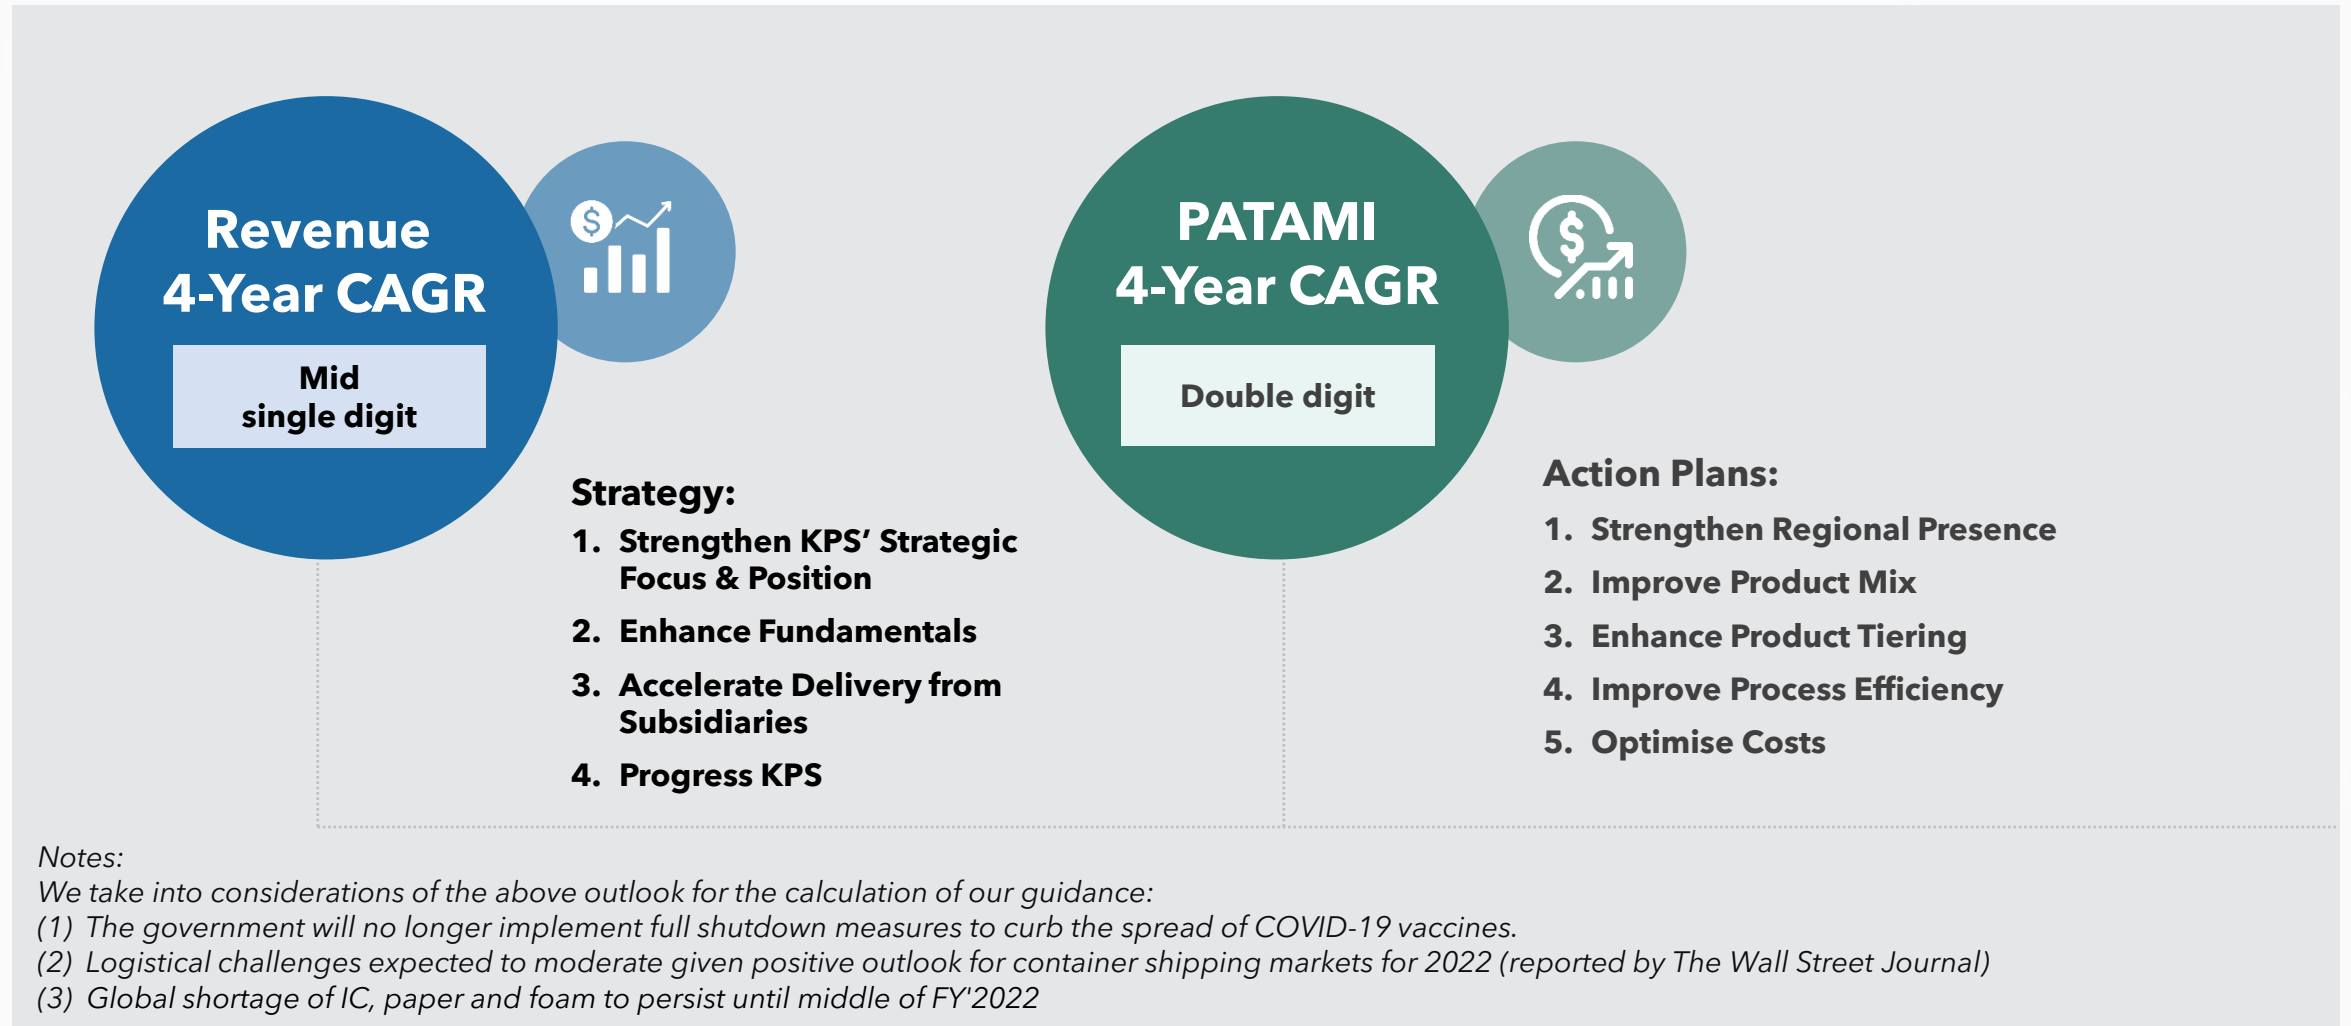 Revenue
4-Year CAGR
Mid
single digit
$
Strategy:
1. Strengthen KPS’ Strategic
Focus & Position
2. Enhance Fundamentals
3. Accelerate Delivery from
Subsidiaries
4. Progress KPS
PATAMI
4-Year CAGR
Double digit
$
Action Plans:
1. Strengthen Regional Presence
2. Improve Product Mix
3. Enhance Product Tiering
4. Improve Process Efficiency
5. Optimise Costs
Notes:
We take into considerations of the above outlook for the calculation of our guidance:
(1) The government will no longer implement full shutdown measures to curb the spread of COVID-19 vaccines.
(2) Logistical challenges expected to moderate given positive outlook for container shipping markets for 2022 (reported by The Wall Street Journal)
(3) Global shortage of IC, paper and foam to persist until middle of FY'2022